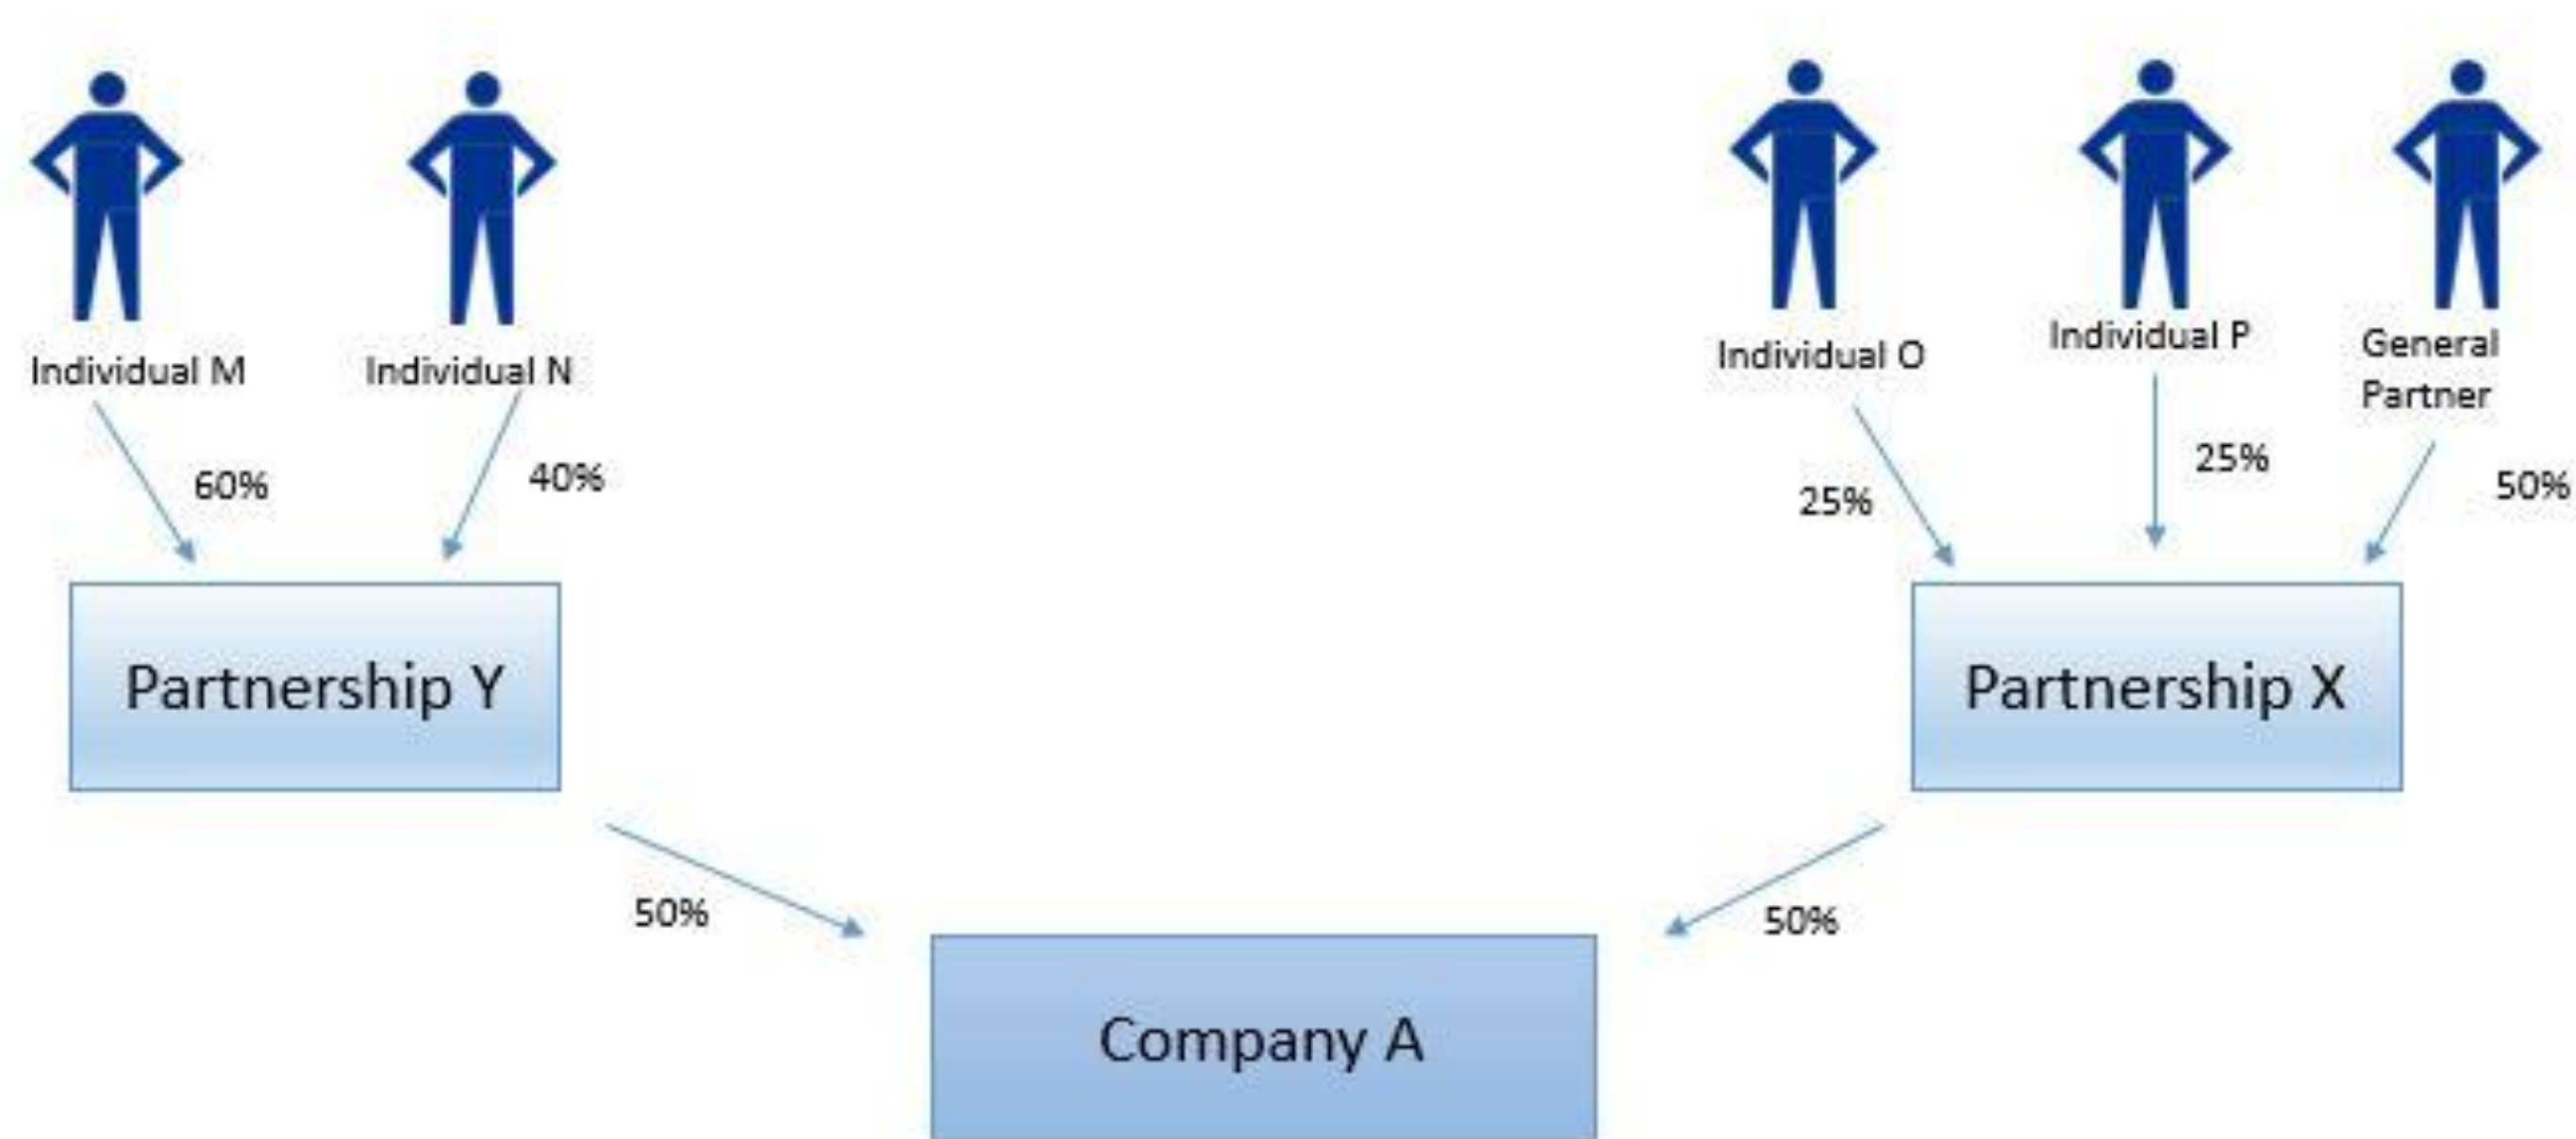 Individual M
Individual N
Individual O
Individual P
General
Partner
60%
40%
25%
25%
50%
Partnership Y
Partnership X
50%
50%
Company A